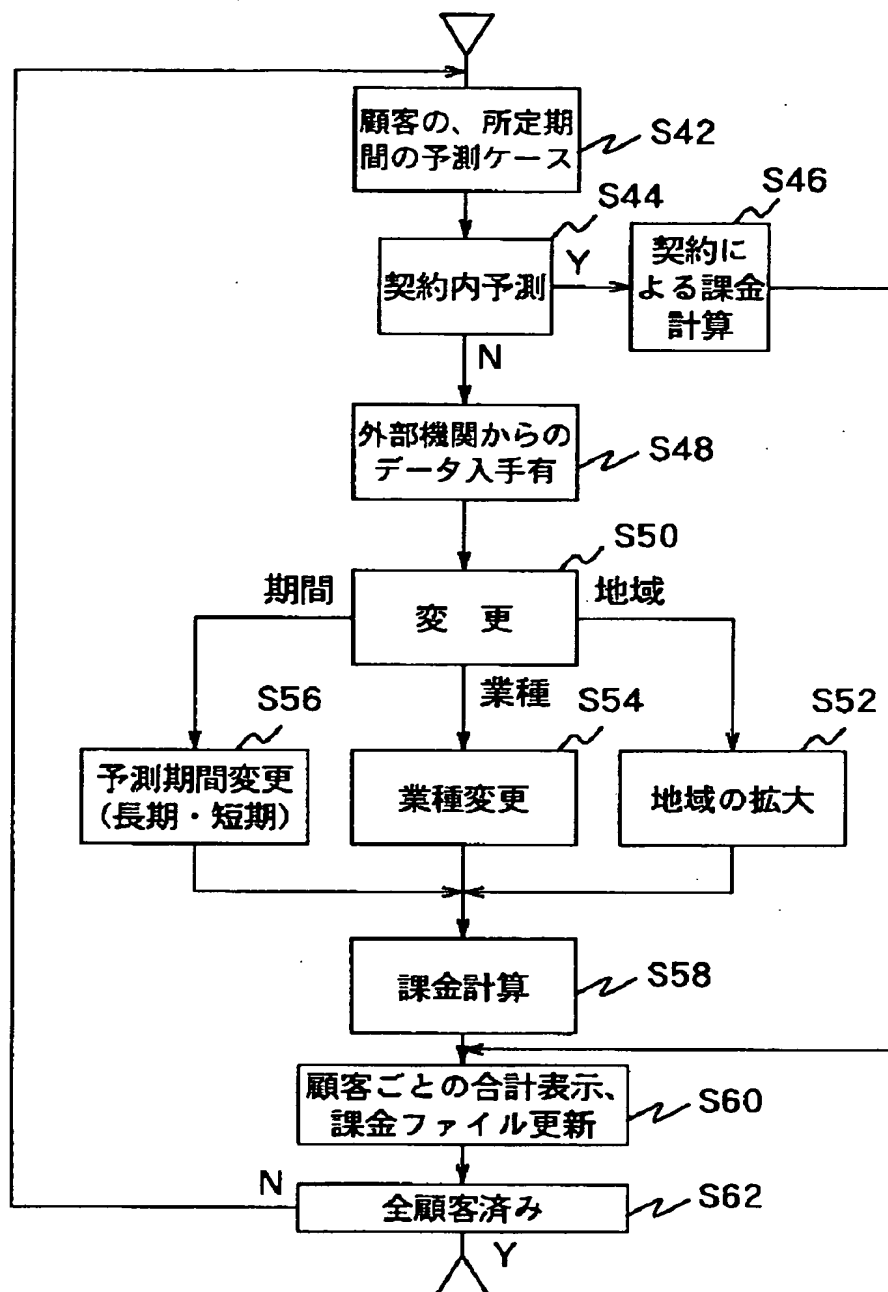 顧客の、所定期
間の予測ケース
S42
S44
S46
契約内予測
Y
契約に
よる課金
計算
N
外部機関からの
データ入手有
S48
S50
期間
変 更
地域
業種
S56
S54
S52
予測期間変更
(長期・短期)
業種変更
地域の拡大
課金計算
S58
顧客ごとの合計表示、
課金ファイル更新
S60
N
全顧客済み
S62
Y